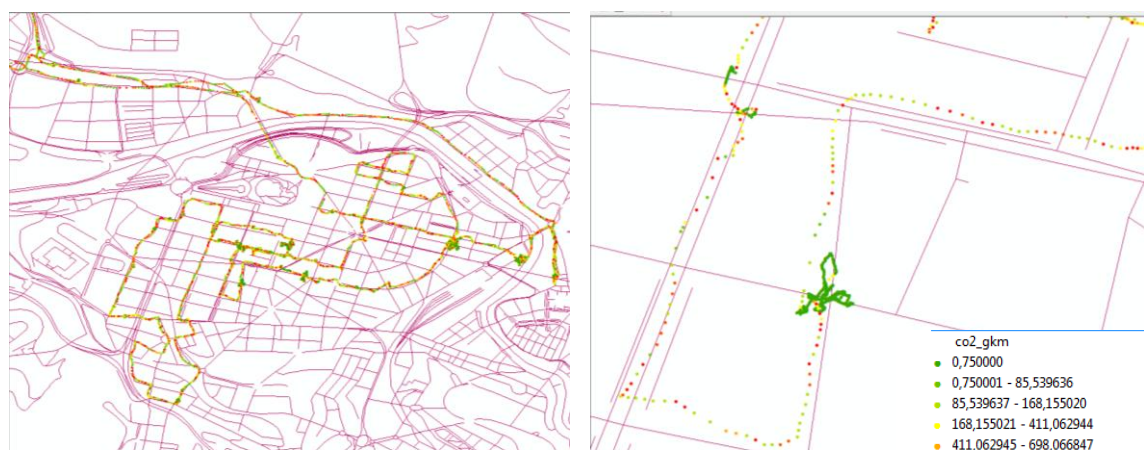 co2_gkm
0,750000
0,750001 - 85,539636
85,539637 - 168,155020
168,155021 - 411,062944
411,062945 - 698,066847